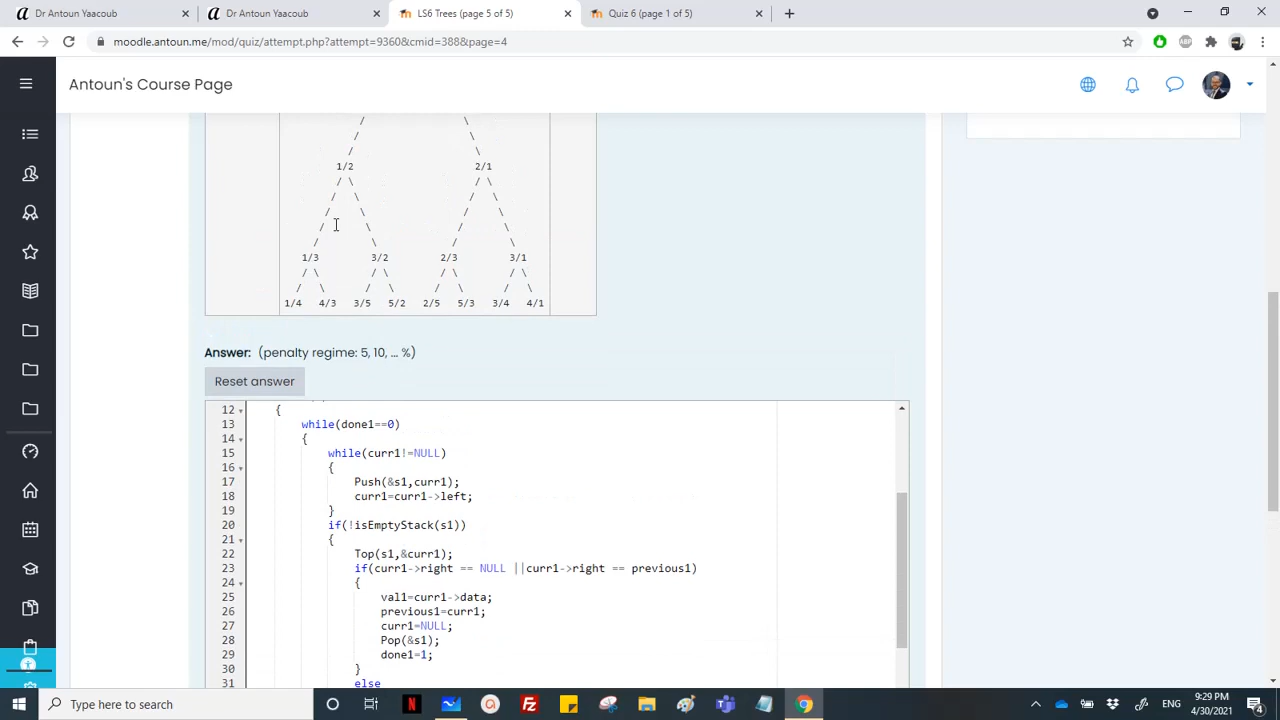 Dr Antoun Yaacoub
Dr Antoun Yaacoub
LS6 Trees (page 5 of 5)
Quiz 6 (page 1 of 5)
moodle.antoun.me/mod/quiz/attempt.php?attempt=9360&cmid=388&page=4
Antoun's Course Page
/ \
/ \
/ \
1/2 2/1
/ \ / \
/ \ / \
/ \ / \
/ \ / \
/ \ / \
1/3 3/2 2/3 3/1
/ \ / \ / \ / \
/ \ / \ / \ / \
1/4 4/3 3/5 5/2 2/5 5/3 3/4 4/1
Answer: (penalty regime: 5, 10, ... %)
Reset answer
12 {
13 while(done1==0)
14 {
15 while(curr1!=NULL)
16 {
17 Push(&s1,curr1);
18 curr1=curr1->left;
19 }
20 if(!isEmptyStack(s1))
21 {
22 Top(s1,&curr1);
23 if(curr1->right == NULL ||curr1->right == previous1)
24 {
25 val1=curr1->data;
26 previous1=curr1;
27 curr1=NULL;
28 Pop(&s1);
29 done1=1;
30 }
31 else
Type here to search
ABP
ENG
9:29 PM
4/30/2021
4